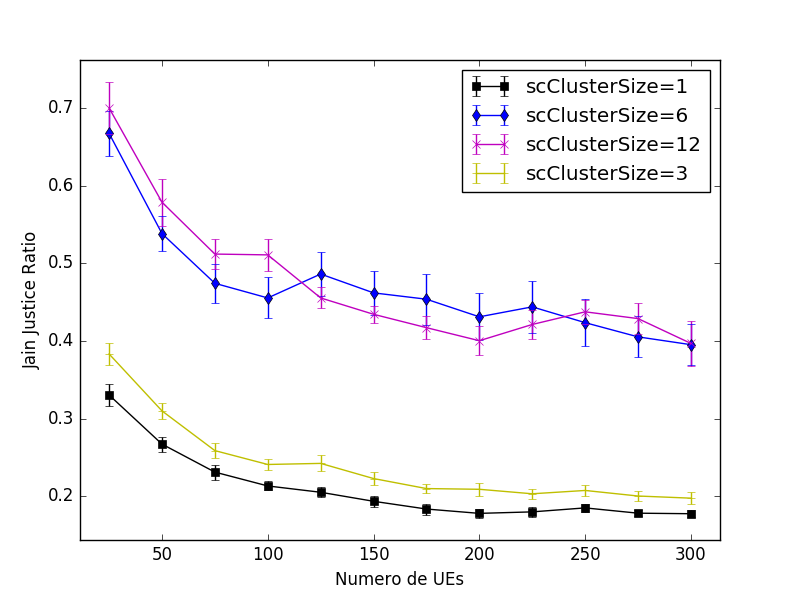 scClusterSize=1
scClusterSize=6
scClusterSize=12
scClusterSize=3
0.7
0.6
0.5
0.4
0.3
0.2
Jain Justice Ratio
50 100 150 200 250 300
Numero de UEs